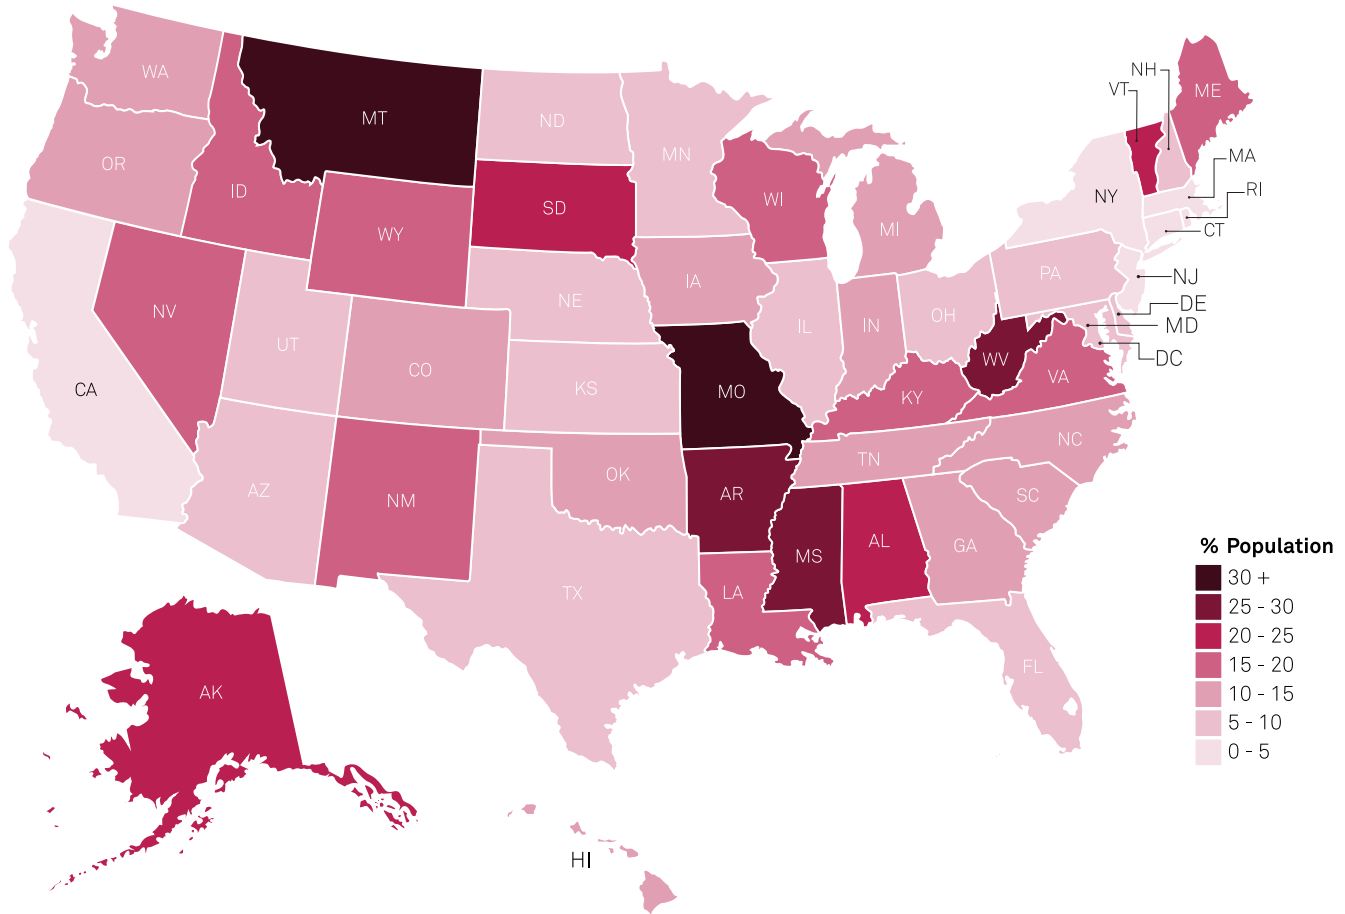 WA
MT
ND
MN
OR
ID
WY
SD
WI
MI
NH
VT
ME
MA
RI
CT
NY
NJ
DE
MD
DC
PA
NV
UT
CO
NE
IA
IL
IN
OH
WV
VA
CA
KS
MO
KY
NC
TN
SC
AZ
NM
OK
AR
MS
AL
GA
TX
LA
FL
AK
HI
% Population
30 +
25 - 30
20 - 25
15 - 20
10 - 15
5 - 10
0 - 5